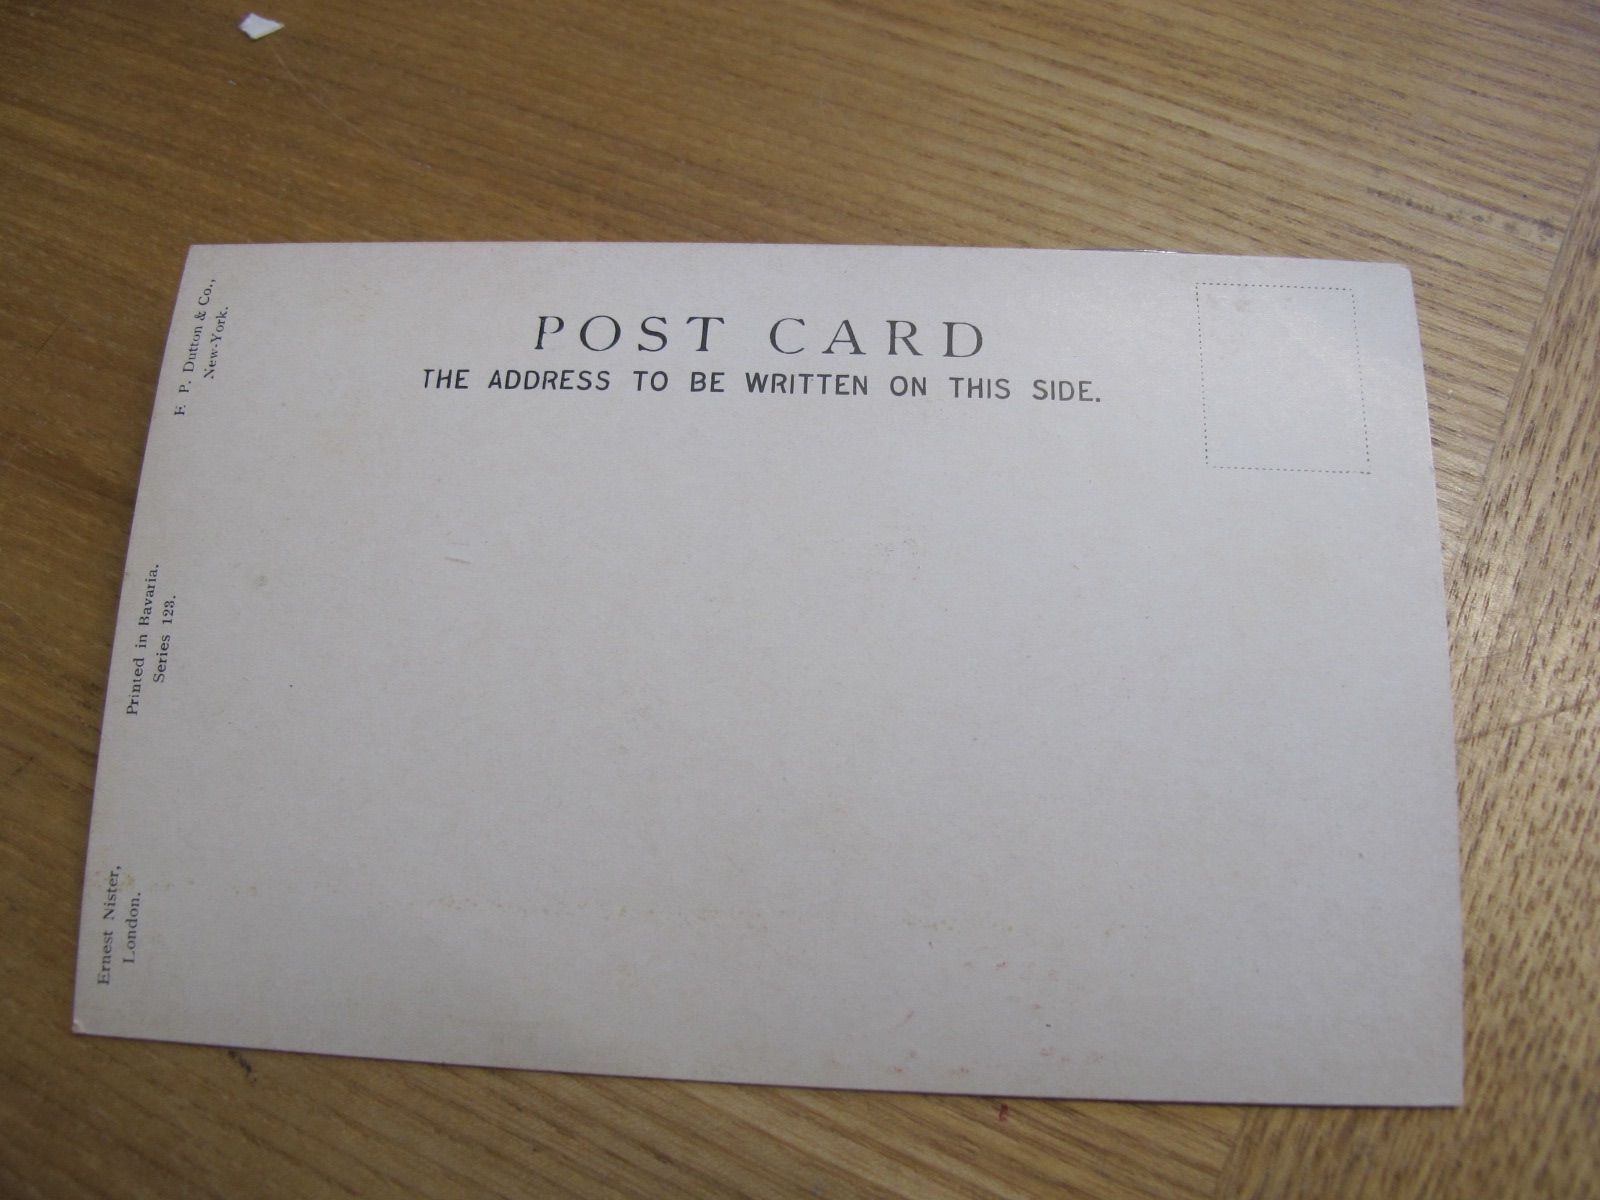 POST CARD
THE ADDRESS TO BE WRITTEN ON THIS SIDE.
E. P. Dutton & Co.,
New-York.
Printed in Bavaria.
Series 123.
Ernest Nister,
London.